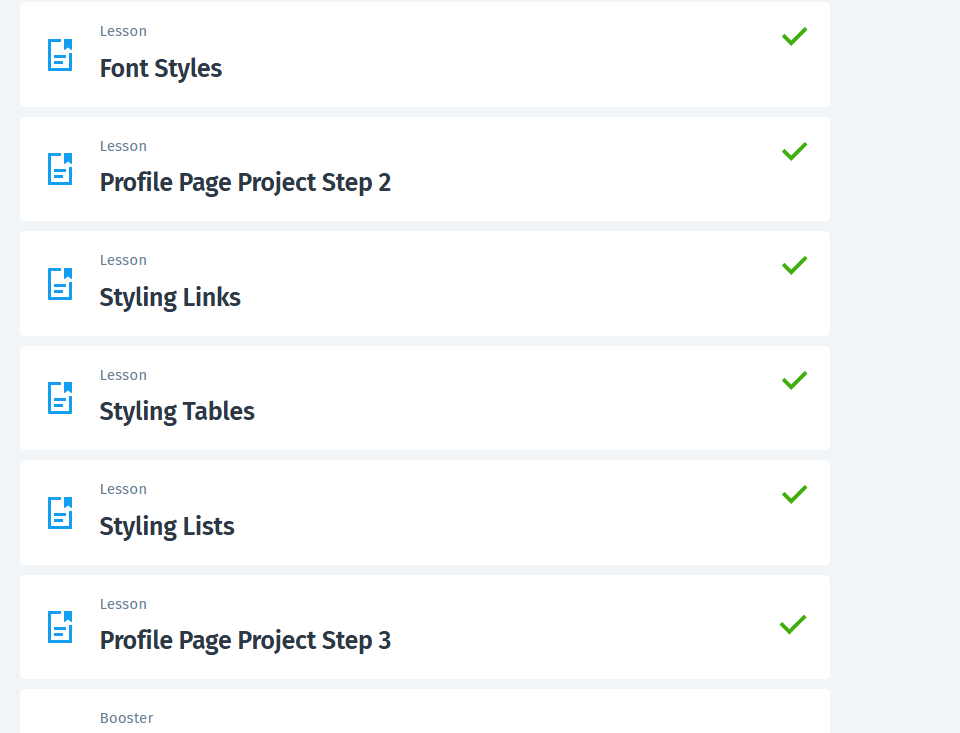 Lesson
Font Styles
Lesson
Profile Page Project Step 2
Lesson
Styling Links
Lesson
Styling Tables
Lesson
Styling Lists
Lesson
Profile Page Project Step 3
Booster